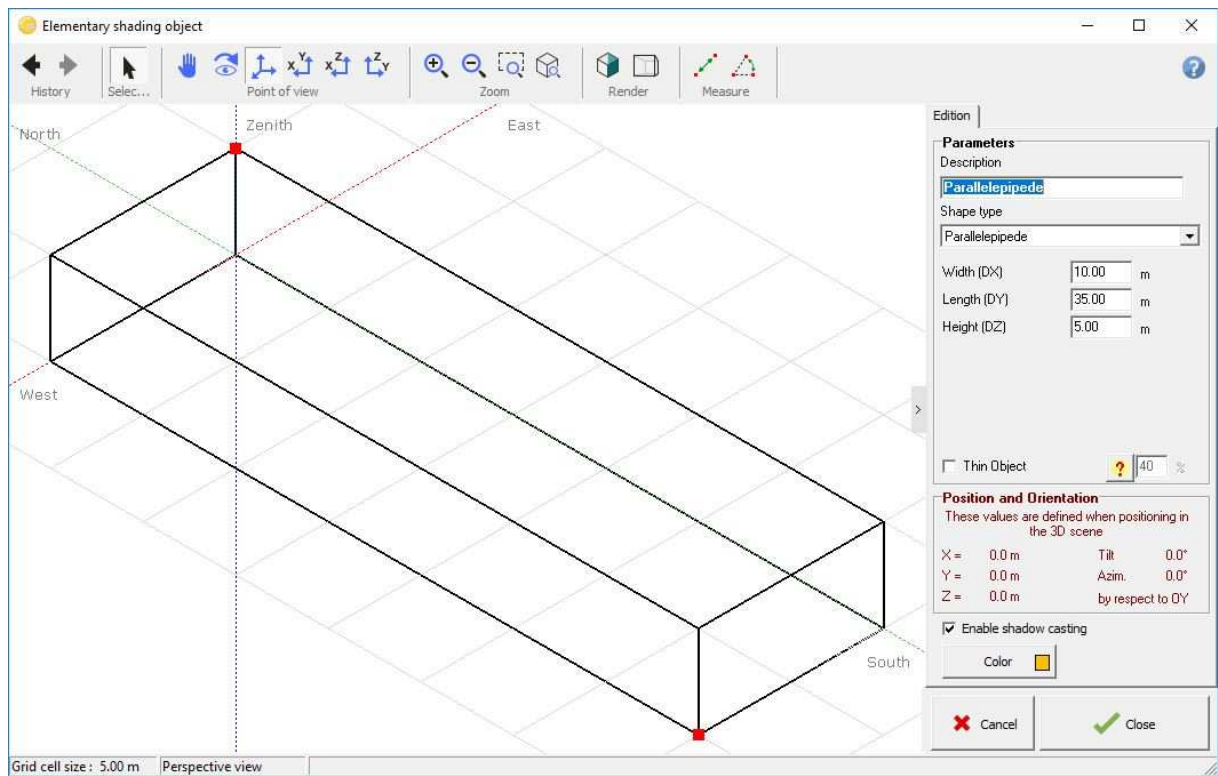 Elementary shading object
History
Selec...
Point of view
Zoom
Render
Measure
North
Zenith
East
West
South
Edition
Parameters
Description
Parallelepipede
Shape type
Parallelepipede
Width (DX) 10.00 m
Length (DY) 35.00 m
Height (DZ) 5.00 m
Thin Object ? 40 %
Position and Orientation
These values are defined when positioning in
the 3D scene
X = 0.0 m Tilt 0.0°
Y = 0.0 m Azim. 0.0°
Z = 0.0 m by respect to OY
Enable shadow casting
Color
Cancel Close
Grid cell size : 5.00 m Perspective view